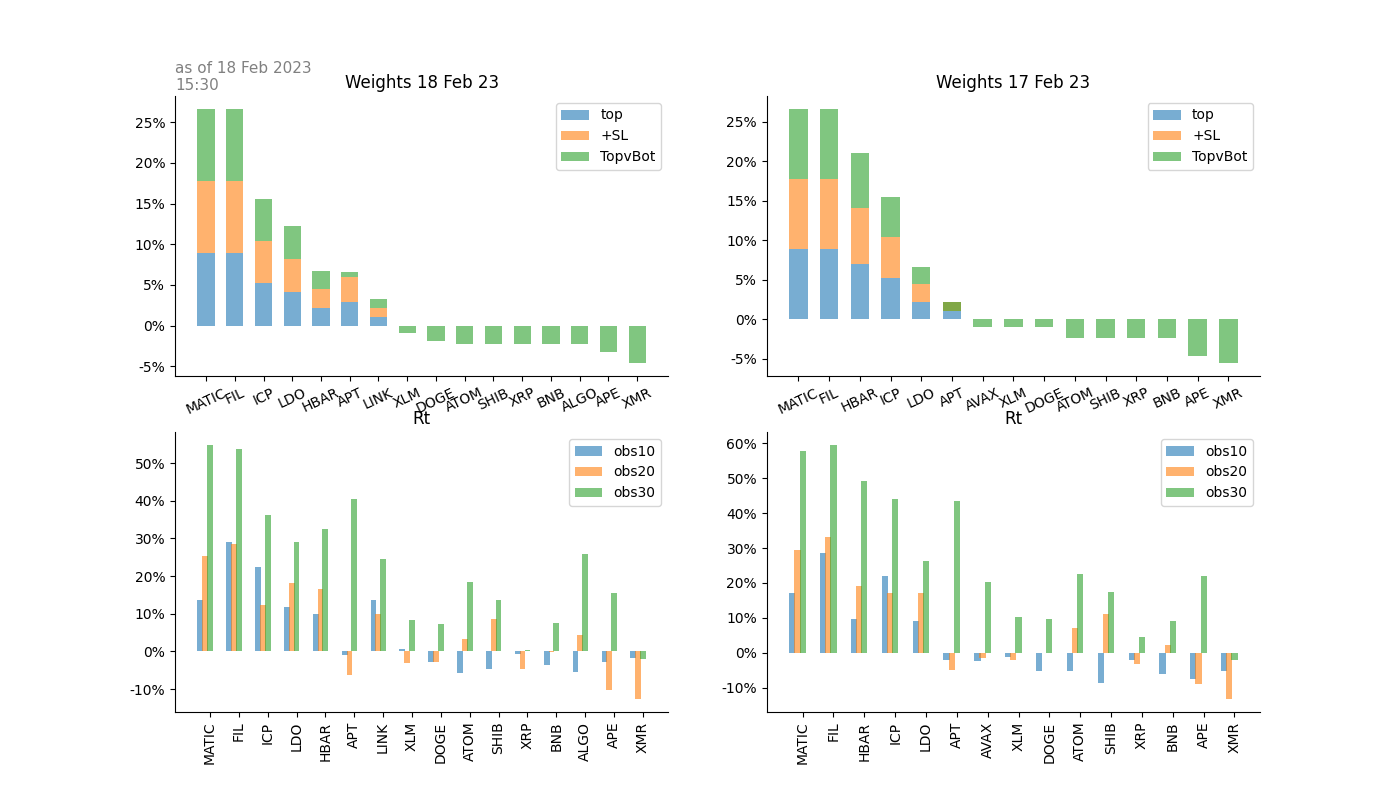 as of 18 Feb 2023
15:30
Weights 18 Feb 23
top
+SL
TopvBot
25%
20%
15%
10%
5%
0%
-5%
MATIC FIL ICP LDO HBAR APT LINK XLM DOGE ATOM SHIB XRP BNB ALGO APE XMR
Weights 17 Feb 23
top
+SL
TopvBot
25%
20%
15%
10%
5%
0%
-5%
MATIC FIL HBAR ICP LDO APT AVAX XLM DOGE ATOM SHIB XRP BNB APE XMR
Rt
obs10
obs20
obs30
50%
40%
30%
20%
10%
0%
-10%
MATIC FIL ICP LDO HBAR APT LINK XLM DOGE ATOM SHIB XRP BNB ALGO APE XMR
Rt
obs10
obs20
obs30
60%
50%
40%
30%
20%
10%
0%
-10%
MATIC FIL HBAR ICP LDO APT AVAX XLM DOGE ATOM SHIB XRP BNB APE XMR